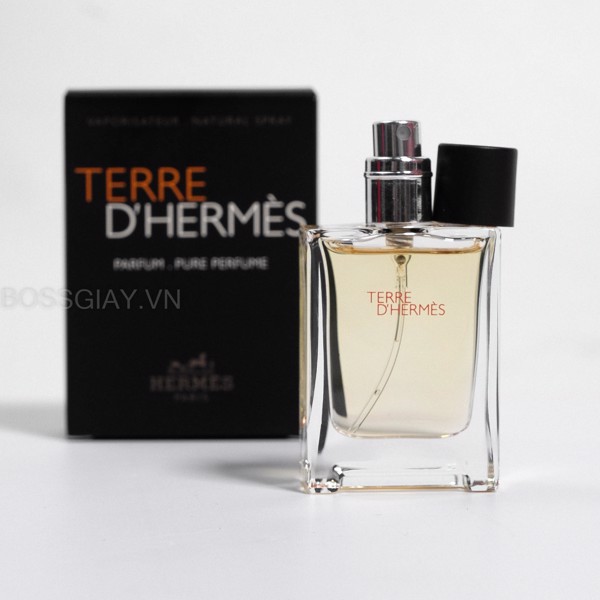 VAPORISATEUR . NATURAL SPRAY
TERRE
D'HERMÈS
PARFUM . PURE PERFUME
BOSSGIAY.VN
HERMÈS
PARIS
TERRE
D'HERMÈS